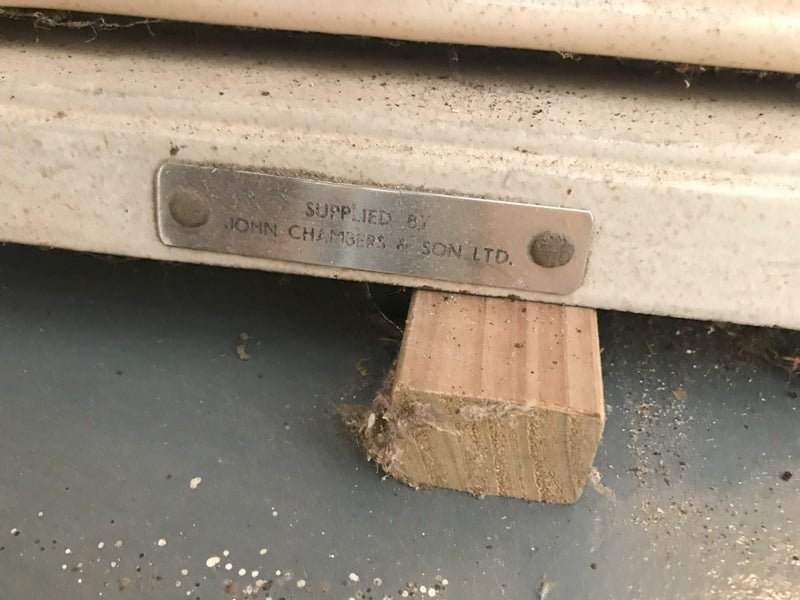 SUPPLIED BY
JOHN CHAMBERS & SON LTD.